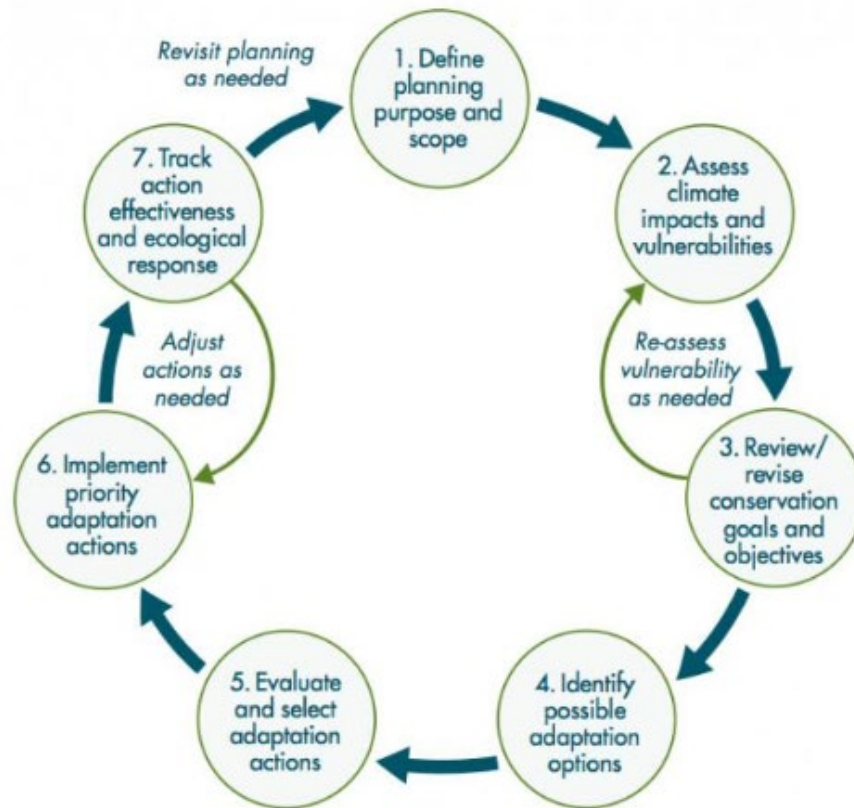 Revisit planning
as needed
1. Define
planning
purpose and
scope
2. Assess
climate
impacts and
vulnerabilities
Re-assess
vulnerability
as needed
3. Review/
revise
conservation
goals and
objectives
4. Identify
possible
adaptation
options
5. Evaluate
and select
adaptation
actions
6. Implement
priority
adaptation
actions
Adjust
actions as
needed
7. Track
action
effectiveness
and ecological
response